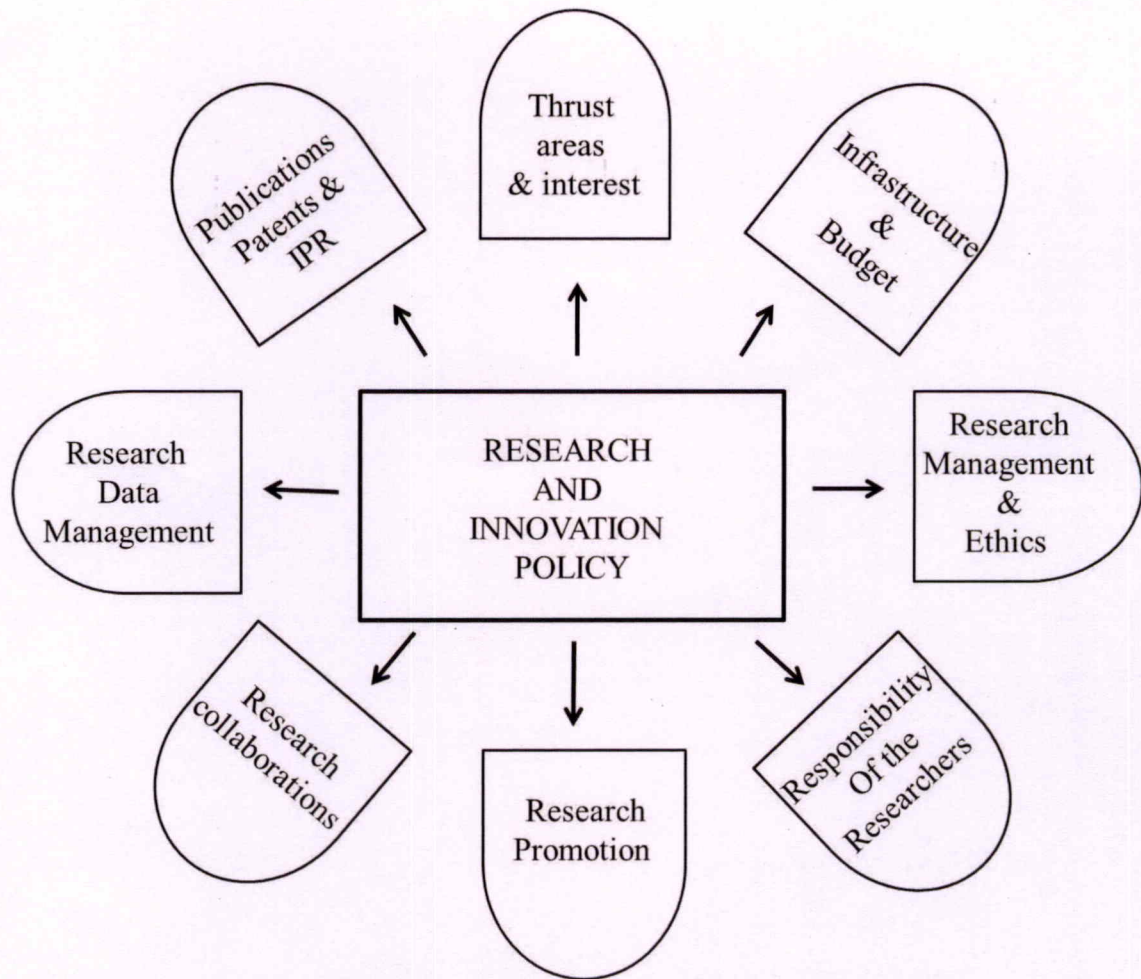 Thrust
areas
& interest
Infrastructure
&
Budget
Research
Management
&
Ethics
Responsibility
Of the
Researchers
Research
Promotion
Research
collaborations
Research
Data
Management
Publications
Patents &
IPR
RESEARCH
AND
INNOVATION
POLICY